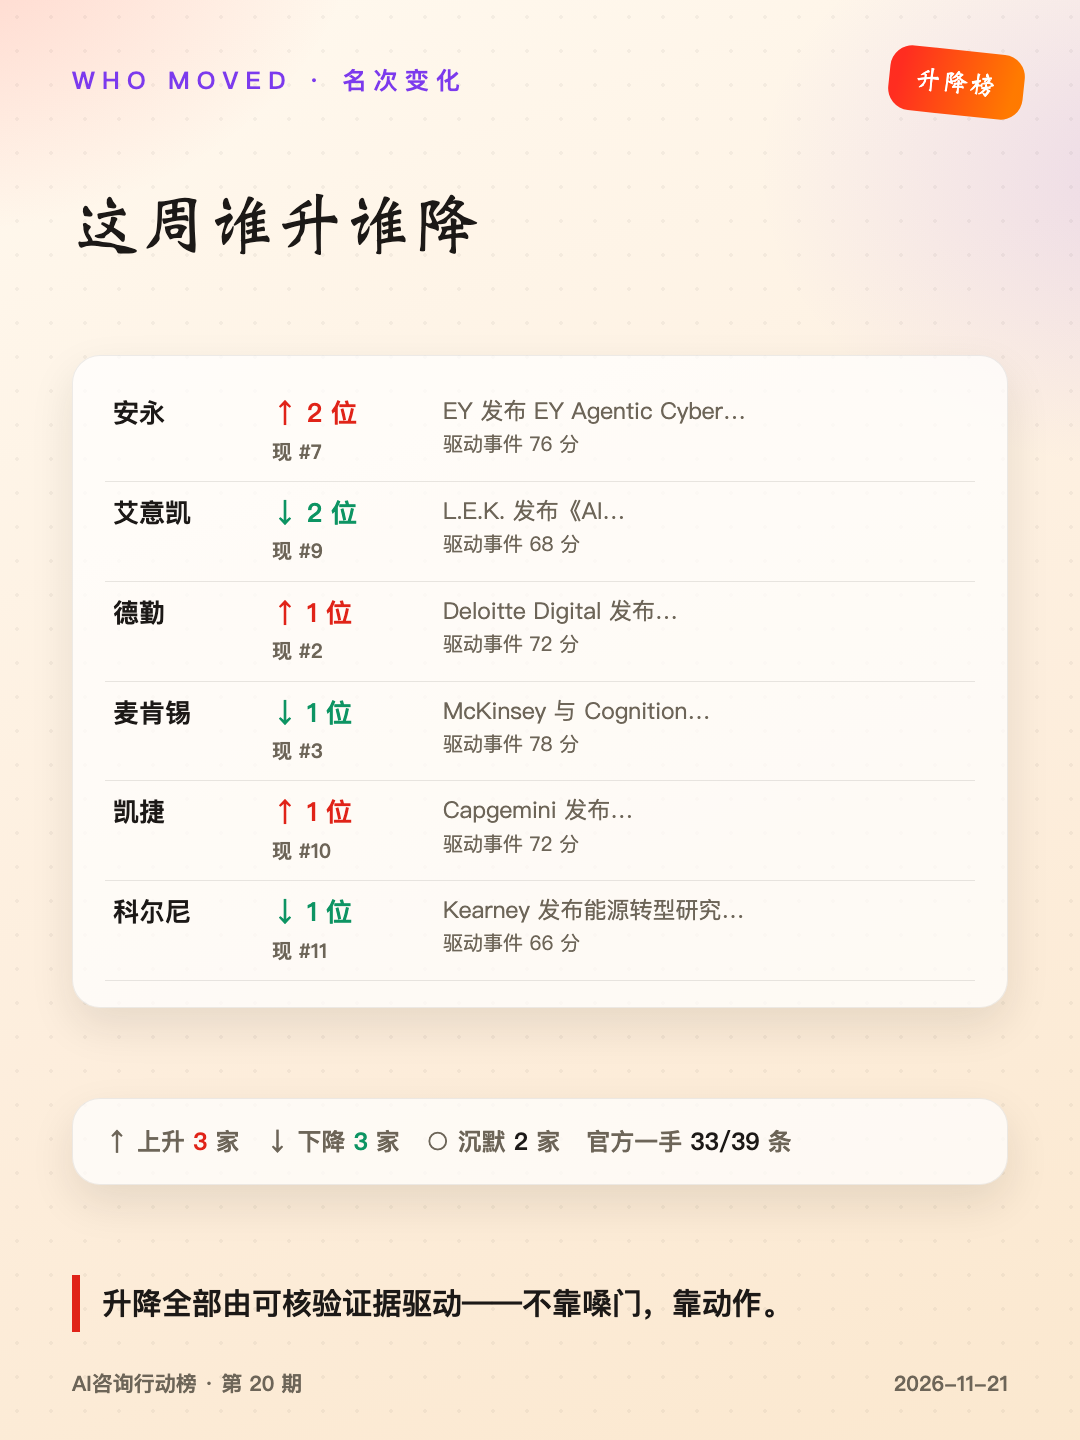 WHO MOVED · 名次变化
升降榜
这周谁升谁降
安永 ↑ 2 位 EY 发布 EY Agentic Cyber…
现 #7 驱动事件 76 分
艾意凯 ↓ 2 位 L.E.K. 发布《AI…
现 #9 驱动事件 68 分
德勤 ↑ 1 位 Deloitte Digital 发布…
现 #2 驱动事件 72 分
麦肯锡 ↓ 1 位 McKinsey 与 Cognition…
现 #3 驱动事件 78 分
凯捷 ↑ 1 位 Capgemini 发布…
现 #10 驱动事件 72 分
科尔尼 ↓ 1 位 Kearney 发布能源转型研究…
现 #11 驱动事件 66 分
↑ 上升 3 家 ↓ 下降 3 家 ○ 沉默 2 家 官方一手 33/39 条
升降全部由可核验证据驱动——不靠嗓门，靠动作。
AI咨询行动榜 · 第 20 期 2026-11-21